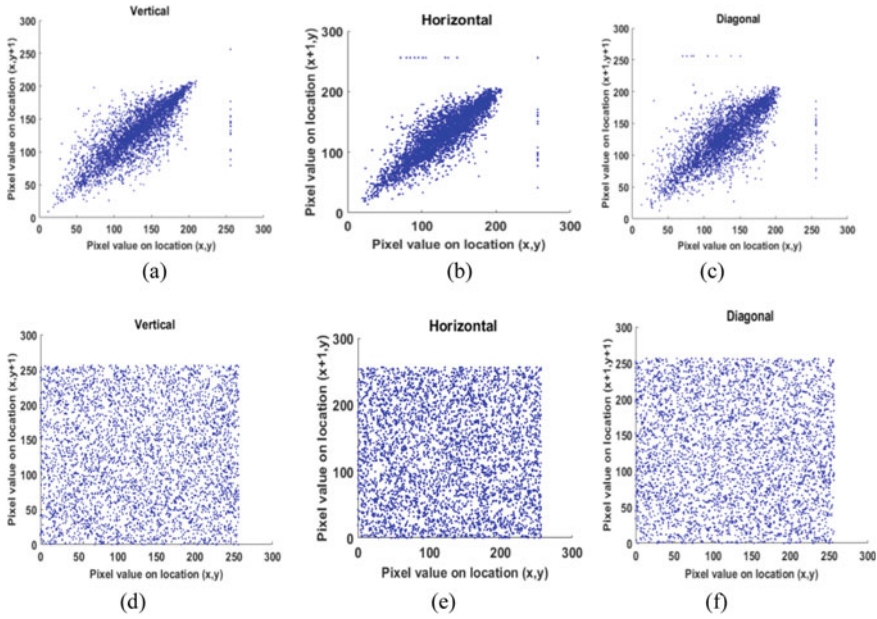 Vertical
300
250
200
150
100
50
0
0 50 100 150 200 250 300
Pixel value on location (x,y+1)
Pixel value on location (x,y)
(a)
Horizontal
300
200
100
0
0 100 200 300
Pixel value on location (x+1,y)
Pixel value on location (x,y)
(b)
Diagonal
300
250
200
150
100
50
0
0 50 100 150 200 250 300
Pixel value on location (x+1,y+1)
Pixel value on location (x,y)
(c)
Vertical
300
250
200
150
100
50
0
0 50 100 150 200 250 300
Pixel value on location (x,y+1)
Pixel value on location (x,y)
(d)
Horizontal
300
200
100
0
0 100 200 300
Pixel value on location (x+1,y)
Pixel value on location (x,y)
(e)
Diagonal
300
250
200
150
100
50
0
0 50 100 150 200 250 300
Pixel value on location (x+1,y+1)
Pixel value on location (x,y)
(f)